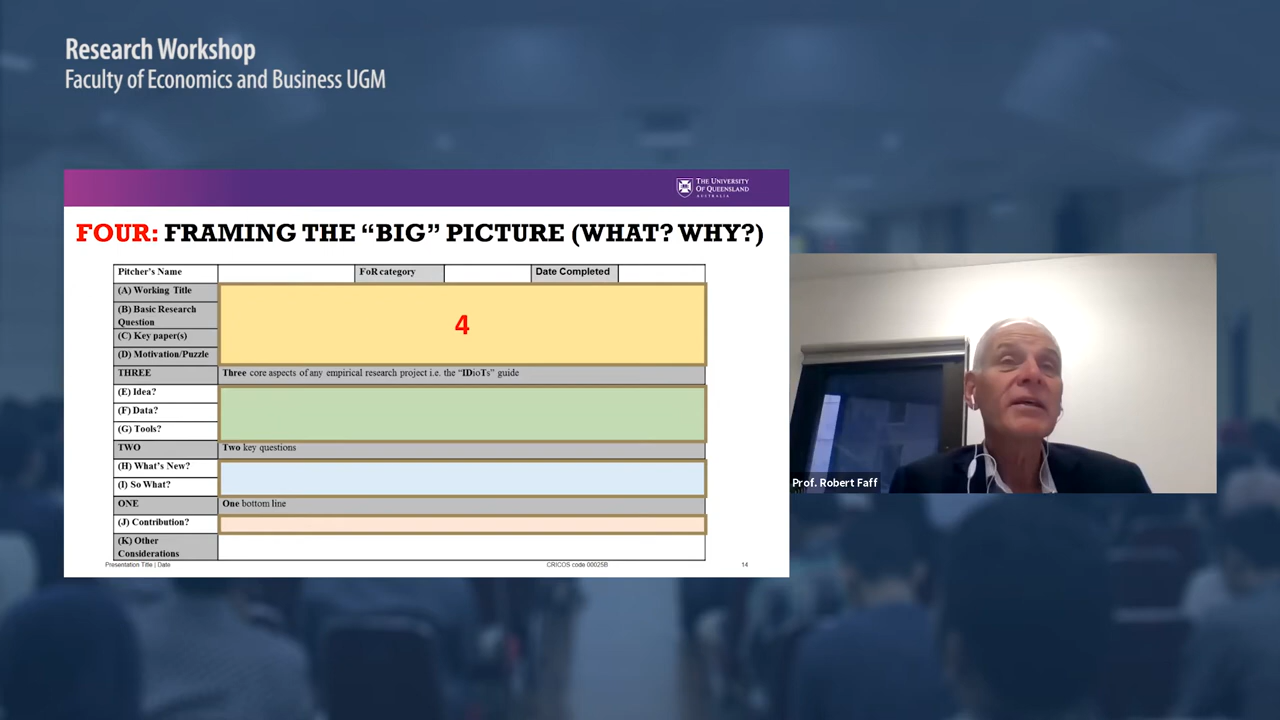 Research Workshop
Faculty of Economics and Business UGM
THE UNIVERSITY
OF QUEENSLAND
AUSTRALIA
FOUR: FRAMING THE “BIG” PICTURE (WHAT? WHY?)
Pitcher’s Name FoR category Date Completed
(A) Working Title
(B) Basic Research
Question
(C) Key paper(s)
(D) Motivation/Puzzle
4
THREE Three core aspects of any empirical research project i.e. the “IDioTs” guide
(E) Idea?
(F) Data?
(G) Tools?
TWO Two key questions
(H) What’s New?
(I) So What?
ONE One bottom line
(J) Contribution?
(K) Other
Considerations
Presentation Title | Date CRICOS code 00025B 14
Prof. Robert Faff